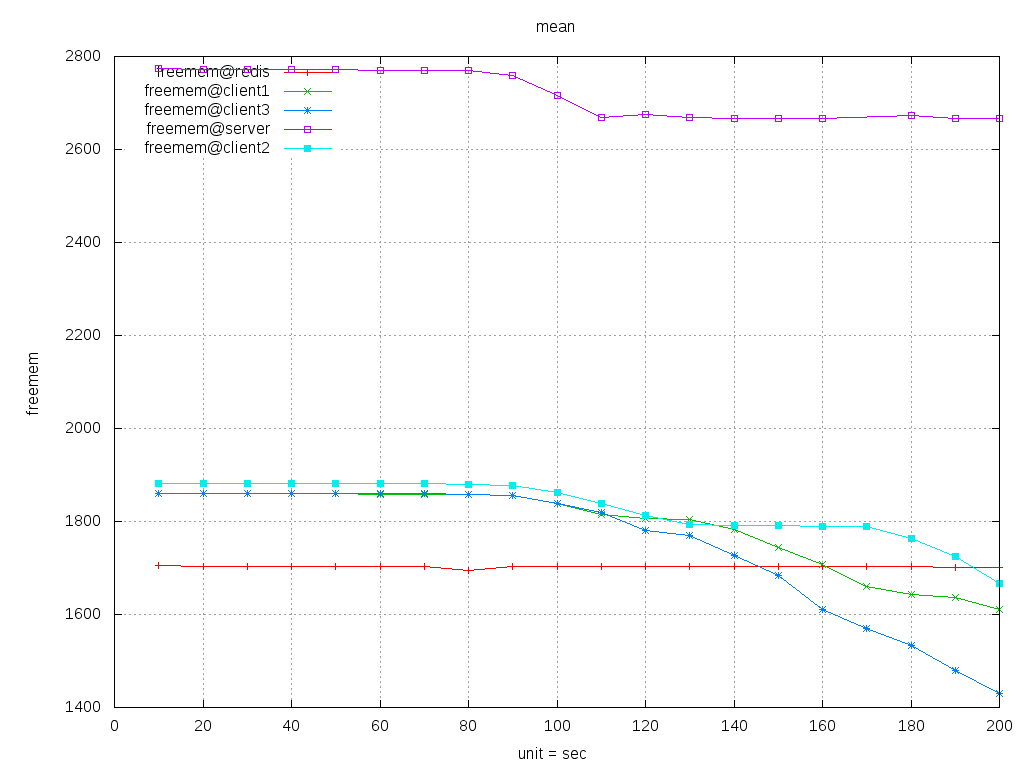 mean
2800
freemem@redis
freemem@client1
freemem@client3
freemem@server
freemem@client2
2600
2400
2200
freemem
2000
1800
1600
1400
0 20 40 60 80 100 120 140 160 180 200
unit = sec